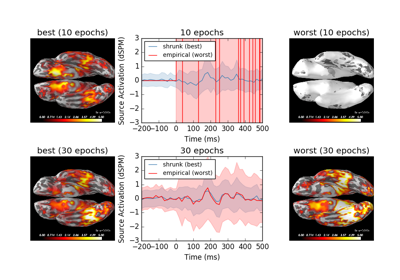 best (10 epochs)
10 epochs
worst (10 epochs)
Source Activation (dSPM)
3
2
1
0
−1
−2
−3
shrunk (best)
empirical (worst)
−200−100 0 100 200 300 400 500
Time (ms)
best (30 epochs)
30 epochs
worst (30 epochs)
Source Activation (dSPM)
3
2
1
0
−1
−2
−3
shrunk (best)
empirical (worst)
−200−100 0 100 200 300 400 500
Time (ms)